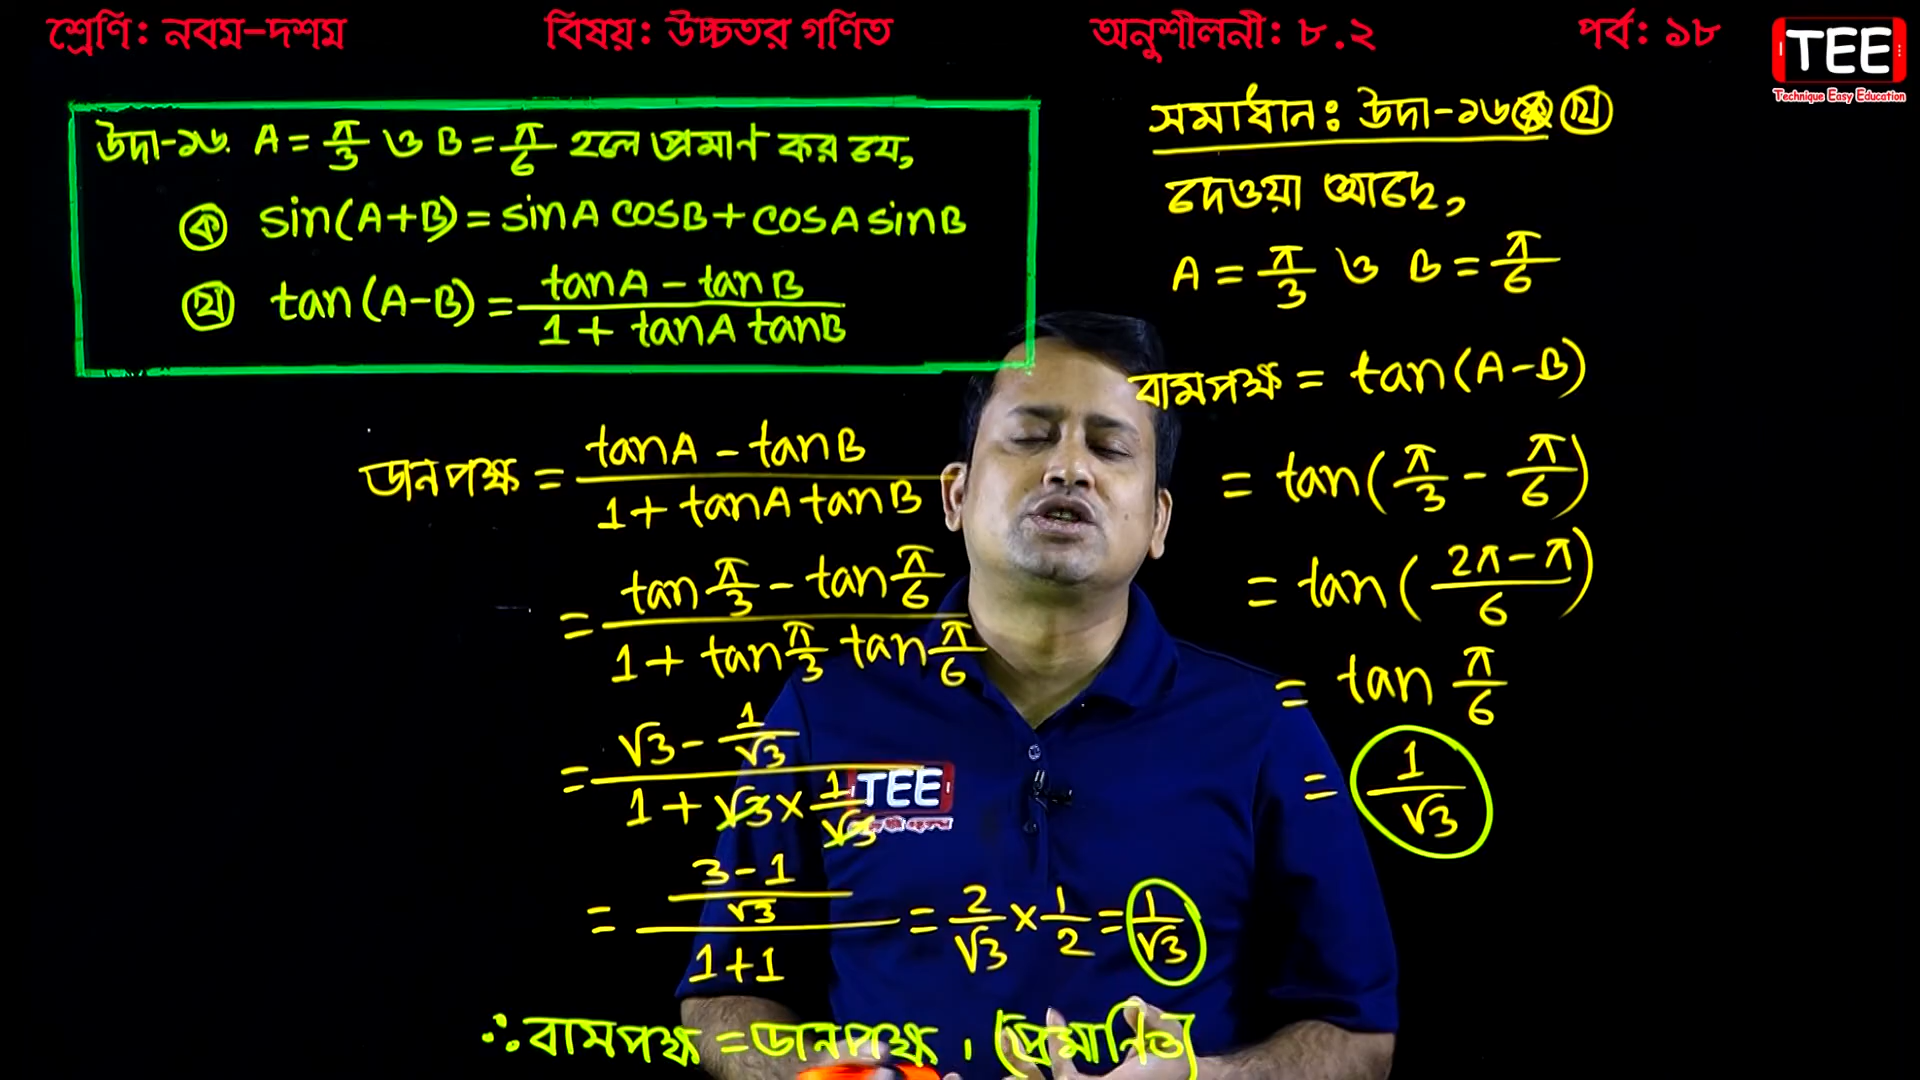 শ্রেণি: নবম-দশম
বিষয়: উচ্চতর গণিত
অনুশীলনী: ৮.২
পর্ব: ১৮
TEE
Technique Easy Education
উদা-১৬. A = π/3 ও B = π/6 হলে প্রমাণ কর যে,
(ক) sin(A+B) = sinA cosB + cosA sinB
(খ) tan(A-B) = (tanA - tanB)/(1 + tanA tanB)
সমাধান: উদা-১৬ (খ)
দেওয়া আছে,
A = π/3 ও B = π/6
বামপক্ষ = tan(A-B)
= tan(π/3 - π/6)
= tan((2π-π)/6)
= tan π/6
= 1/√3
ডানপক্ষ = (tanA - tanB)/(1 + tanA tanB)
= (tan π/3 - tan π/6)/(1 + tan π/3 tan π/6)
= (√3 - 1/√3)/(1 + √3 × 1/√3)
= ((3-1)/√3)/(1+1) = 2/√3 × 1/2 = 1/√3
∴ বামপক্ষ = ডানপক্ষ । (প্রমাণিত)
TEE